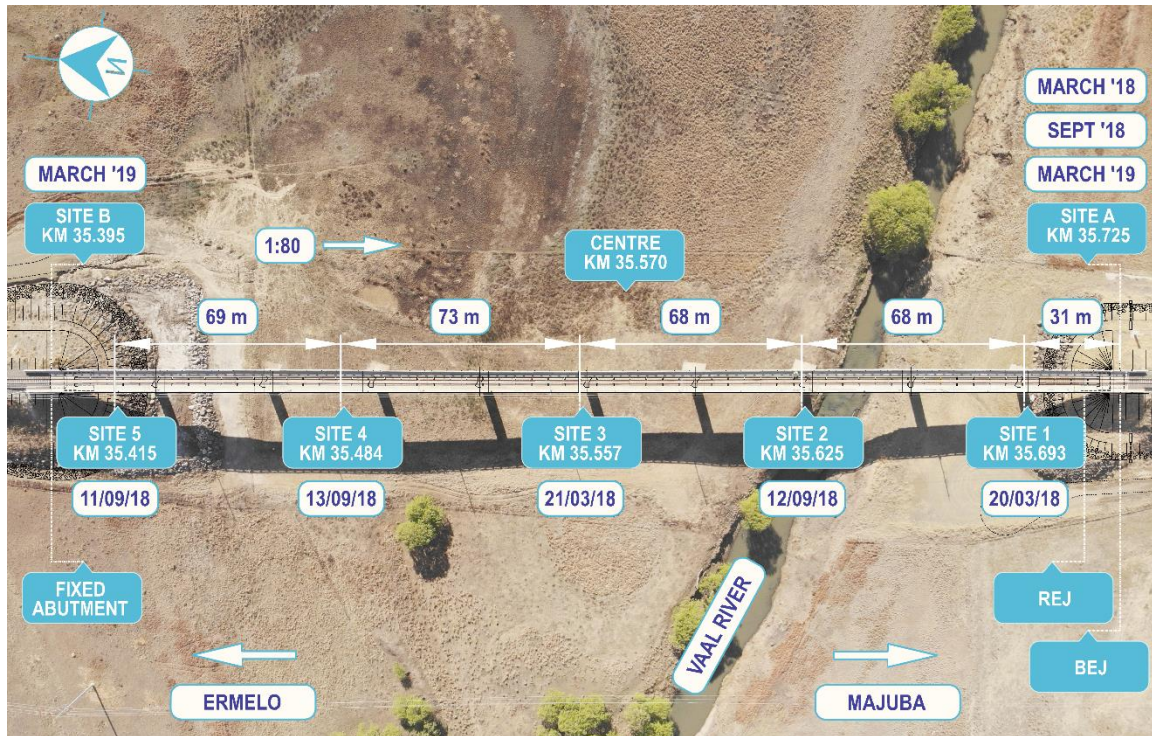 N
MARCH '18
SEPT '18
MARCH '19
MARCH '19
SITE B
KM 35.395
SITE A
KM 35.725
1:80
CENTRE
KM 35.570
69 m
73 m
68 m
68 m
31 m
SITE 5
KM 35.415
SITE 4
KM 35.484
SITE 3
KM 35.557
SITE 2
KM 35.625
SITE 1
KM 35.693
11/09/18
13/09/18
21/03/18
12/09/18
20/03/18
FIXED
ABUTMENT
REJ
VAAL RIVER
BEJ
ERMELO
MAJUBA